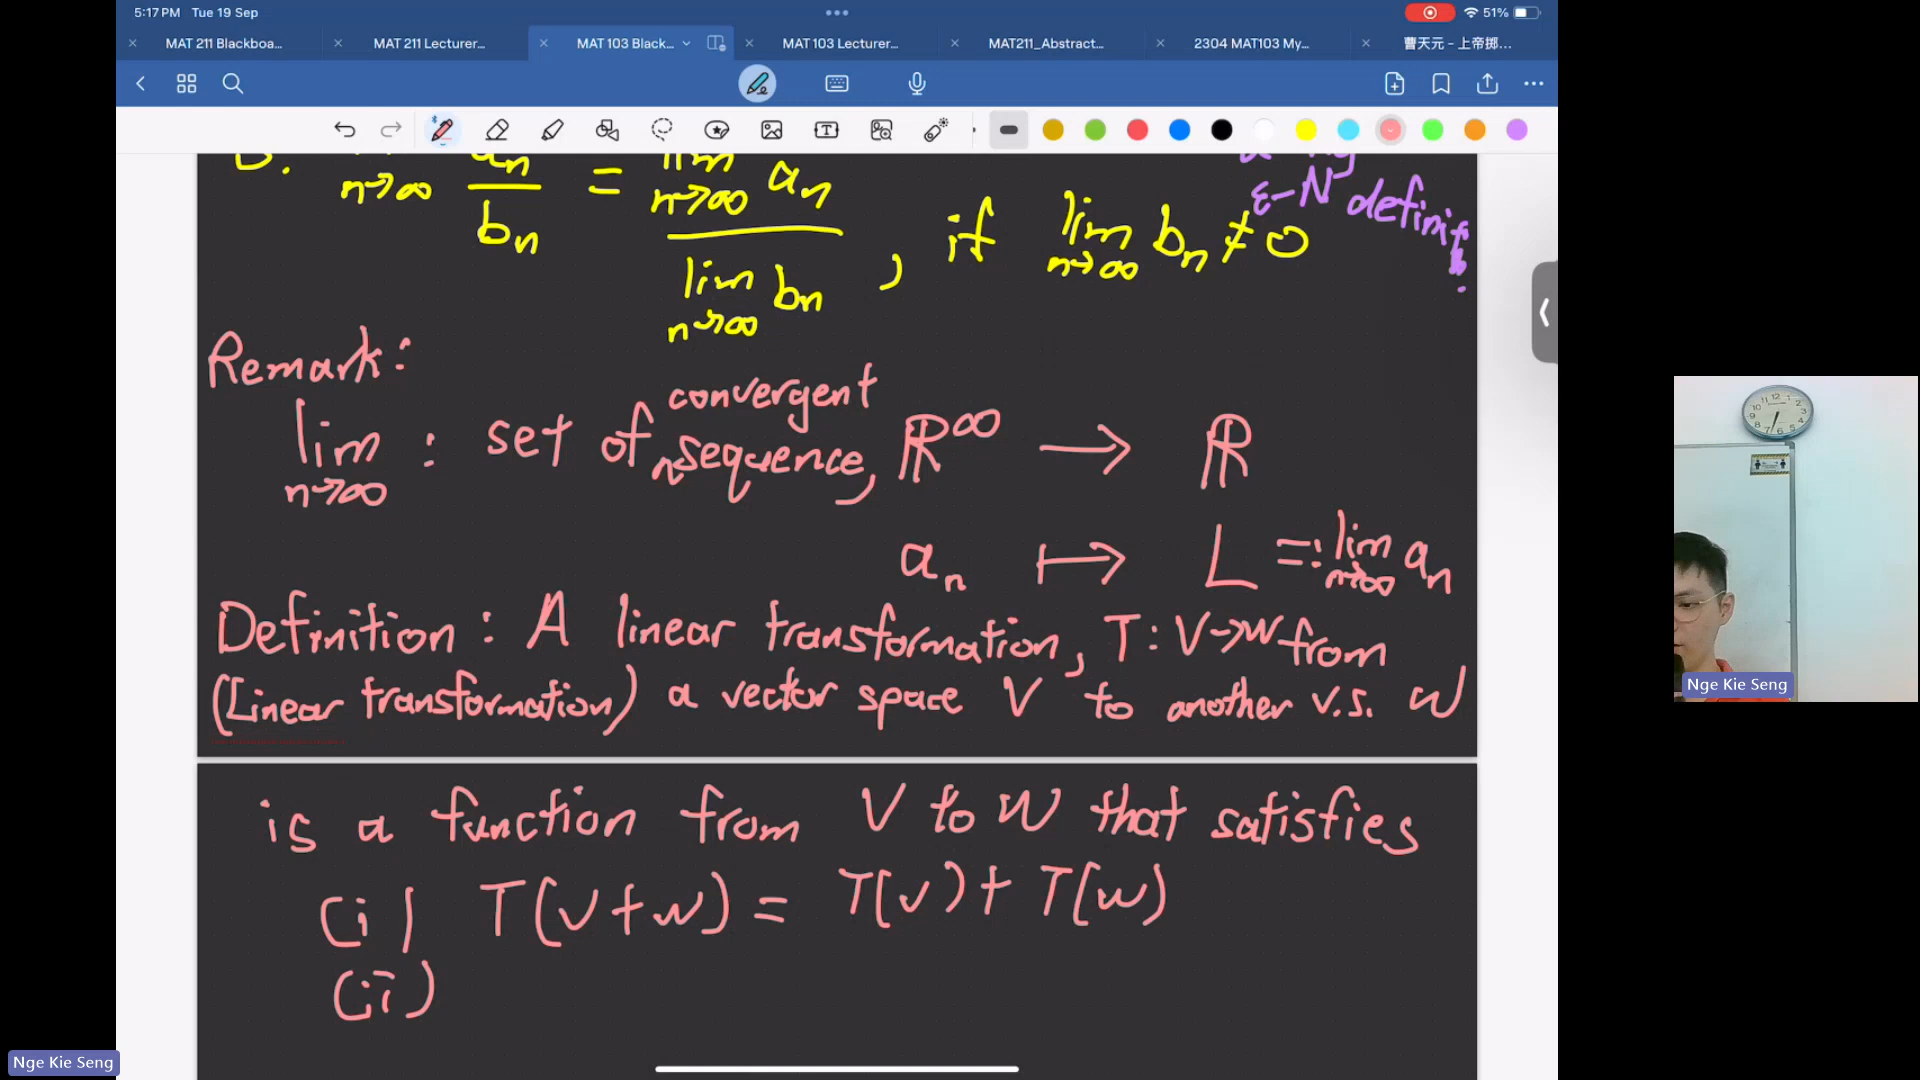 5:17 PM Tue 19 Sep
51%
MAT 211 Blackboa...
MAT 211 Lecturer...
MAT 103 Black...
MAT 103 Lecturer...
MAT211_Abstract...
2304 MAT103 My...
曹天元 - 上帝掷...
lim n→∞ an / bn = lim n→∞ an / lim n→∞ bn , if lim n→∞ bn ≠ 0
ε-N definiti
Remark:
lim n→∞ : set of convergent sequence, ℝ^∞ → ℝ
an ↦ L =: lim n→∞ an
Definition: A linear transformation, T: V→W from
(Linear transformation) a vector space V to another v.s. W
is a function from V to W that satisfies
(i) T(v+w) = T(v) + T(w)
(ii)
Nge Kie Seng
Nge Kie Seng